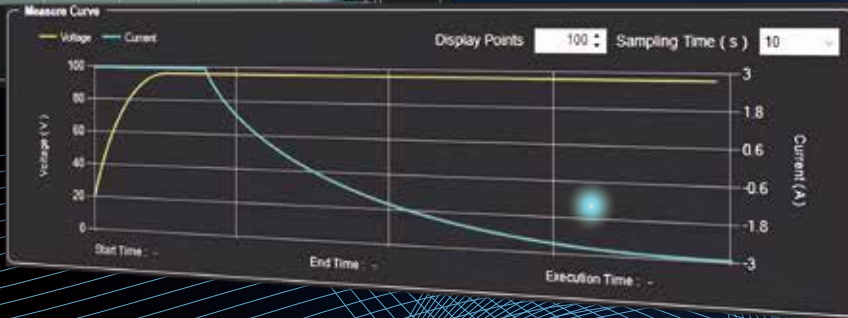 Measure Curve
Voltage Current
Display Points 100 Sampling Time ( s ) 10
100
80
60
40
20
0
Voltage ( V )
3
1.8
0.6
-0.6
-1.8
-3
Current ( A )
Start Time : -
End Time : -
Execution Time : -